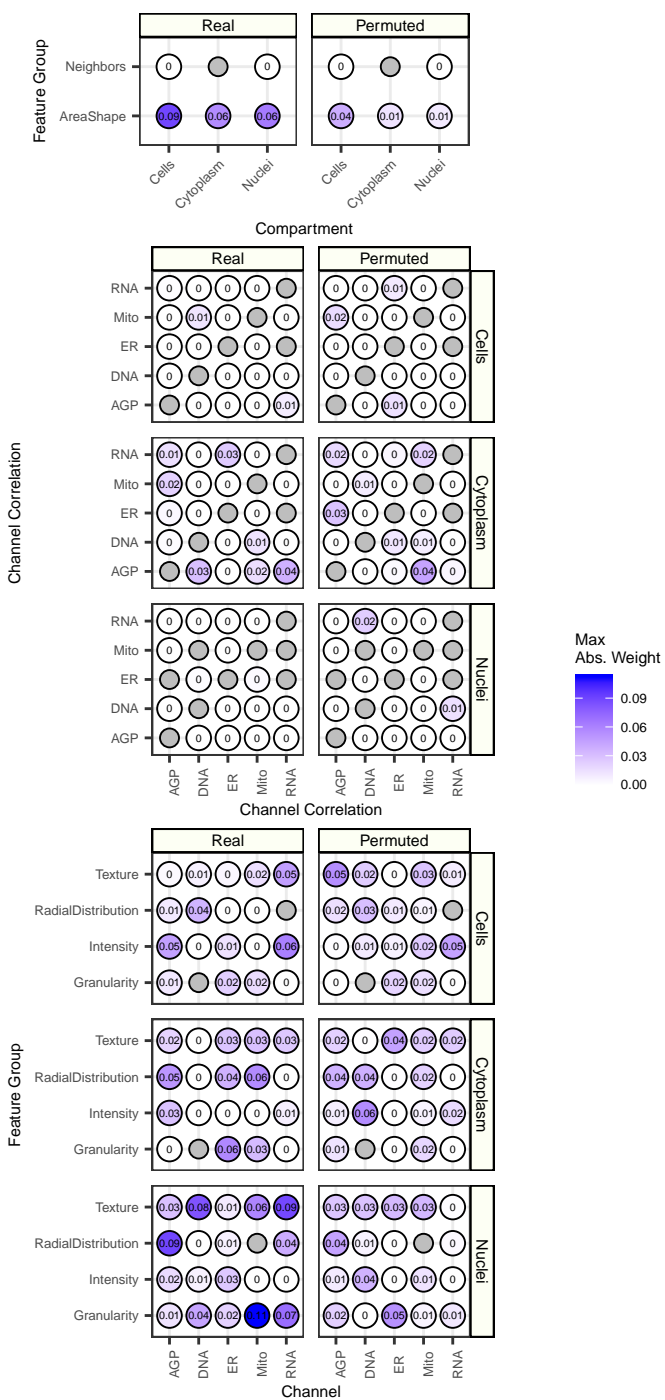 Real Permuted
Neighbors 0 0 0 0
AreaShape 0.09 0.06 0.06 0.04 0.01 0.01
Feature Group
Cells Cytoplasm Nuclei Cells Cytoplasm Nuclei
Compartment
Real Permuted
RNA 0 0 0 0 0 0 0.01 0
Mito 0 0.01 0 0 0.02 0 0 0
ER 0 0 0 0 0 0
DNA 0 0 0 0 0 0 0 0
AGP 0 0 0 0.01 0 0.01 0 0
Cells
RNA 0.01 0 0.03 0 0.02 0 0 0.02
Mito 0.02 0 0 0 0 0.01 0 0
ER 0 0 0 0.03 0 0
DNA 0 0 0.01 0 0 0.01 0.01 0
AGP 0.03 0 0.02 0.04 0 0 0.04 0
Cytoplasm
RNA 0 0 0 0 0 0.02 0 0
Mito 0 0 0 0
ER 0 0 0 0
DNA 0 0 0 0 0 0 0 0.01
AGP 0 0 0 0 0 0 0 0
Nuclei
Channel Correlation
AGP DNA ER Mito RNA AGP DNA ER Mito RNA
Channel Correlation
Max
Abs. Weight
0.09
0.06
0.03
0.00
Real Permuted
Texture 0 0.01 0 0.02 0.05 0.05 0.02 0 0.03 0.01
RadialDistribution 0.01 0.04 0 0 0.02 0.03 0.01 0.01
Intensity 0.05 0 0.01 0 0.06 0 0.01 0.01 0.02 0.05
Granularity 0.01 0.02 0.02 0 0 0.02 0.02 0
Cells
Texture 0.02 0 0.03 0.03 0.03 0.02 0 0.04 0.02 0.02
RadialDistribution 0.05 0 0.04 0.06 0 0.04 0.04 0 0.02 0
Intensity 0.03 0 0 0 0.01 0.01 0.06 0 0.01 0.02
Granularity 0 0.06 0.03 0 0.01 0 0.02 0
Cytoplasm
Texture 0.03 0.08 0.01 0.06 0.09 0.03 0.03 0.03 0.03 0
RadialDistribution 0.09 0 0.01 0.04 0.04 0.01 0 0
Intensity 0.02 0.01 0.03 0 0 0.01 0.04 0 0.01 0
Granularity 0.01 0.04 0.02 0.11 0.07 0.02 0 0.05 0.01 0.01
Nuclei
Feature Group
AGP DNA ER Mito RNA AGP DNA ER Mito RNA
Channel